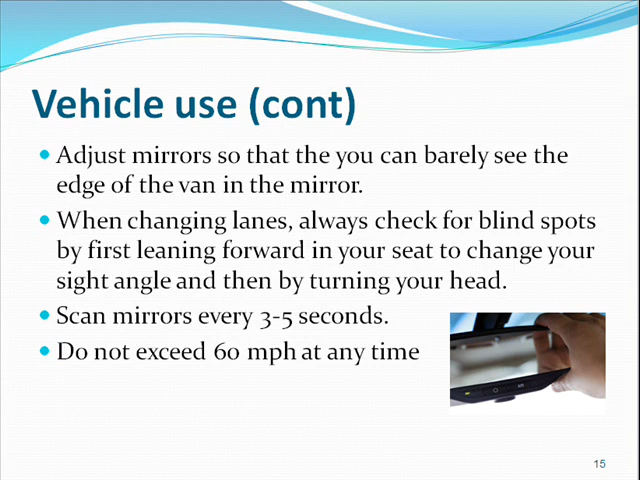 Vehicle use (cont)
• Adjust mirrors so that the you can barely see the
edge of the van in the mirror.
• When changing lanes, always check for blind spots
by first leaning forward in your seat to change your
sight angle and then by turning your head.
• Scan mirrors every 3-5 seconds.
• Do not exceed 60 mph at any time
15